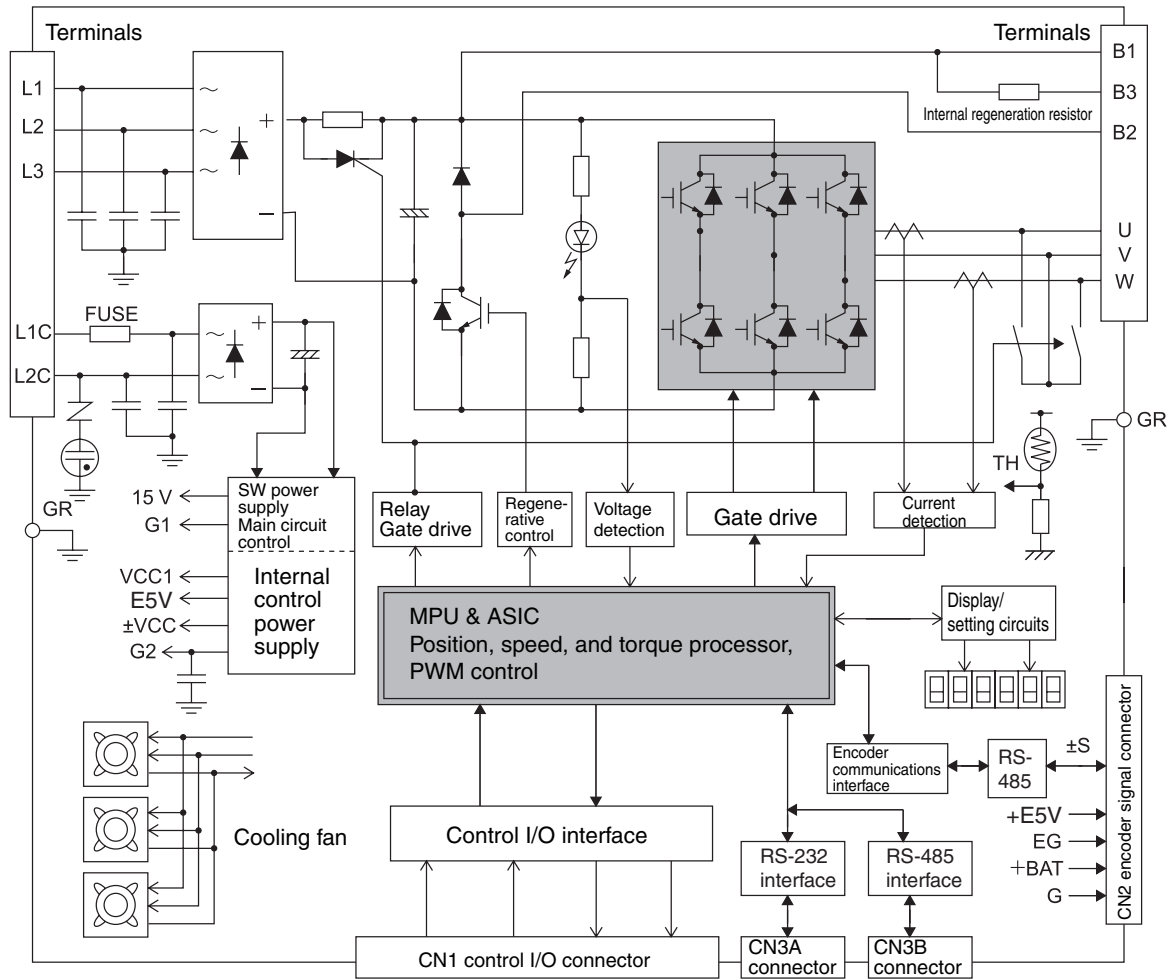 Terminals
Terminals
L1
L2
L3
L1C
L2C
~
~
~
+
−
FUSE
~
~
+
−
B1
B3
Internal regeneration resistor
B2
U
V
W
GR
TH
GR
15 V
G1
VCC1
E5V
±VCC
G2
SW power
supply
Main circuit
control
Internal
control
power
supply
Relay
Gate drive
Regene-
rative
control
Voltage
detection
Gate drive
Current
detection
MPU & ASIC
Position, speed, and torque processor,
PWM control
Display/
setting circuits
Encoder
communications
interface
RS-
485
±S
+E5V
EG
+BAT
G
CN2 encoder signal connector
Cooling fan
Control I/O interface
RS-232
interface
RS-485
interface
CN1 control I/O connector
CN3A
connector
CN3B
connector